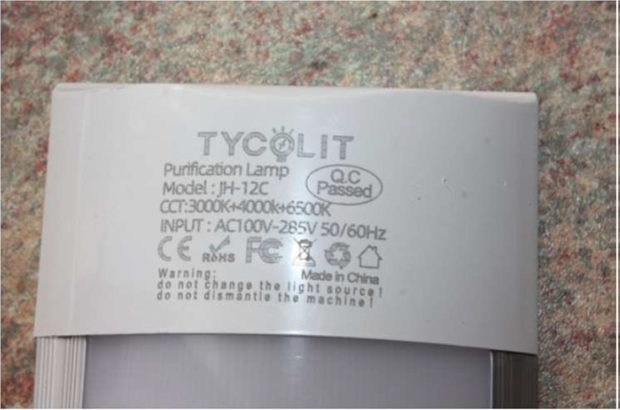 TYCOLIT
Purification Lamp
Model : JH-12C
Q.C Passed
CCT:3000K+4000k+6500K
INPUT : AC100V-285V 50/60Hz
CE RoHS FC
Made in China
Warning:
do not change the light source!
do not dismantle the machine!